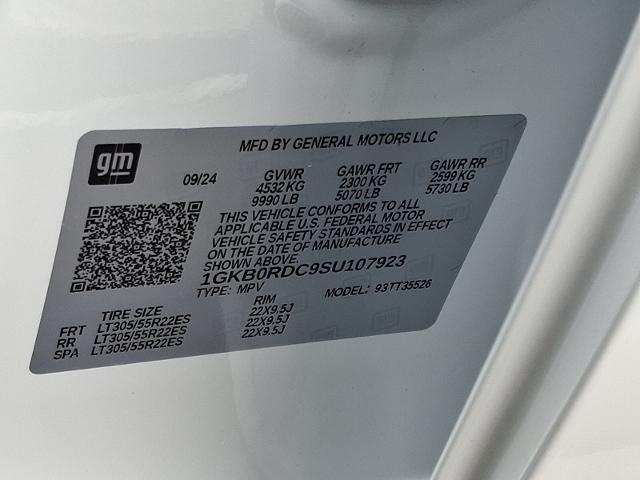 gm
MFD BY GENERAL MOTORS LLC
09/24 GVWR GAWR FRT GAWR RR
4532 KG 2300 KG 2599 KG
9990 LB 5070 LB 5730 LB
THIS VEHICLE CONFORMS TO ALL
APPLICABLE U.S. FEDERAL MOTOR
VEHICLE SAFETY STANDARDS IN EFFECT
ON THE DATE OF MANUFACTURE
SHOWN ABOVE.
1GKB0RDC9SU107923
TYPE: MPV MODEL: 93TT35526
TIRE SIZE RIM
FRT LT305/55R22ES 22X9.5J
RR LT305/55R22ES 22X9.5J
SPA LT305/55R22ES 22X9.5J